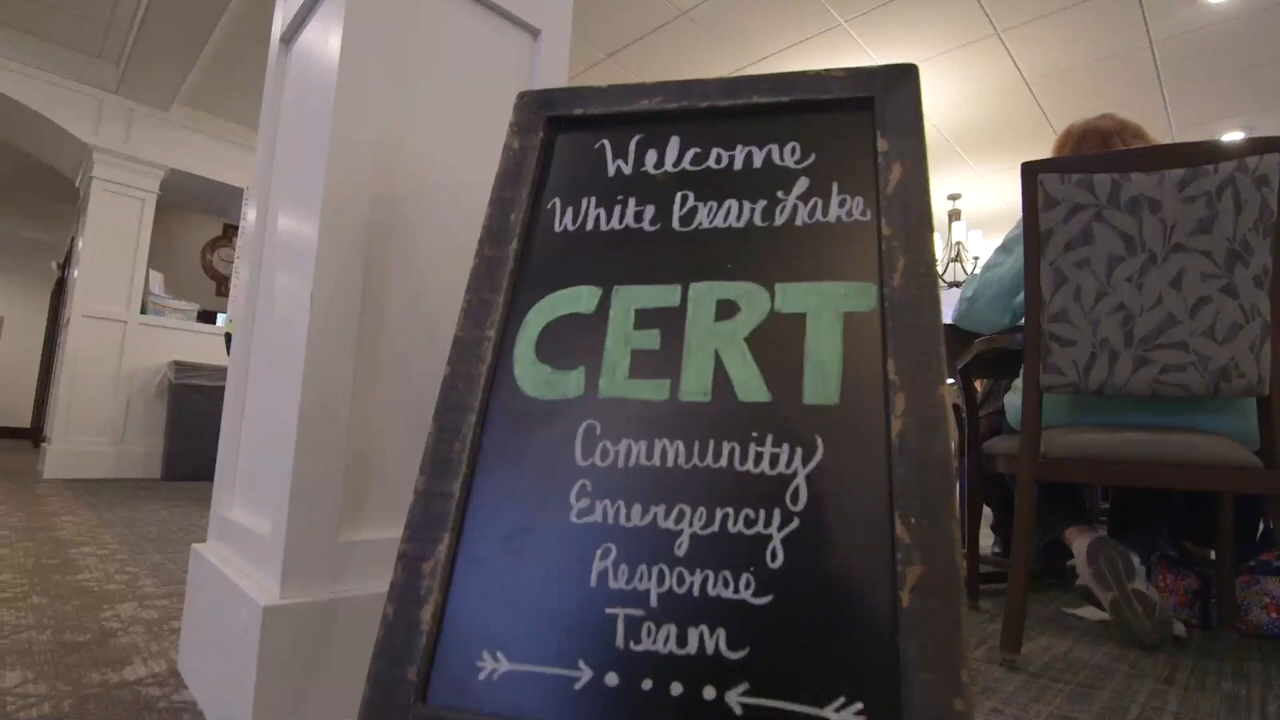 Welcome
White Bear Lake
CERT
Community
Emergency
Response
Team